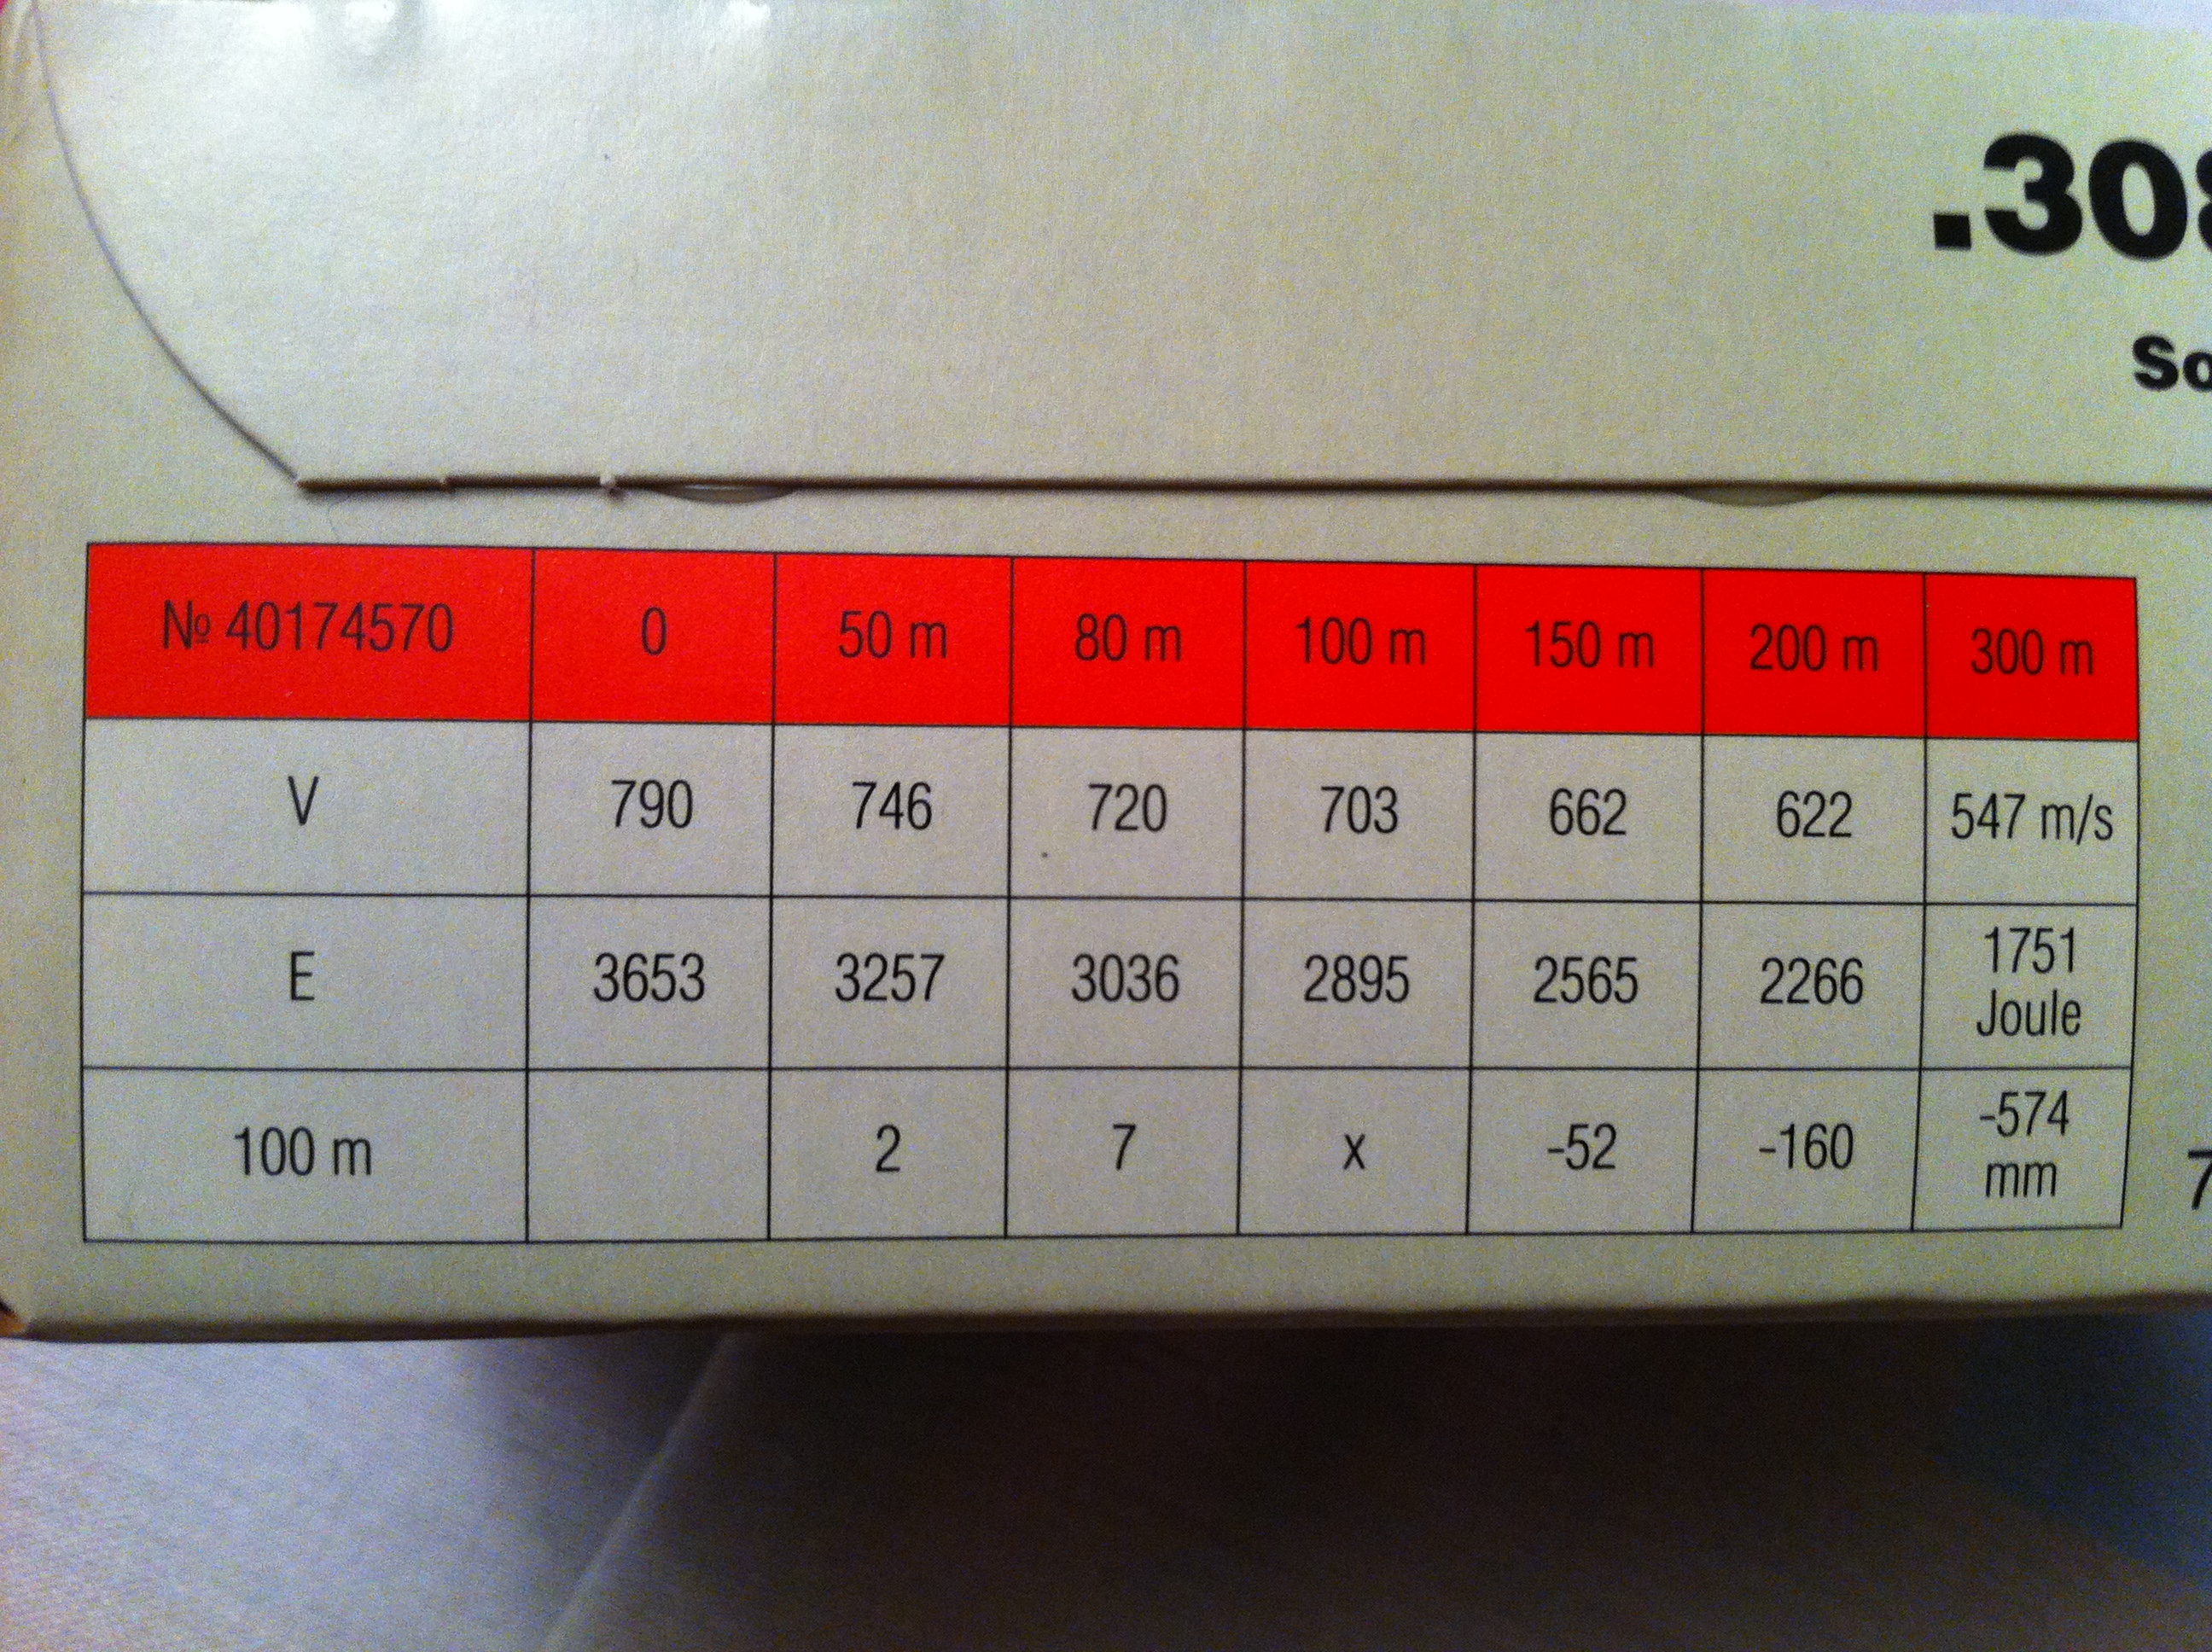 .308
So
№ 40174570 0 50 m 80 m 100 m 150 m 200 m 300 m
V 790 746 720 703 662 622 547 m/s
E 3653 3257 3036 2895 2565 2266 1751
Joule
100 m 2 7 x -52 -160 -574
mm
7